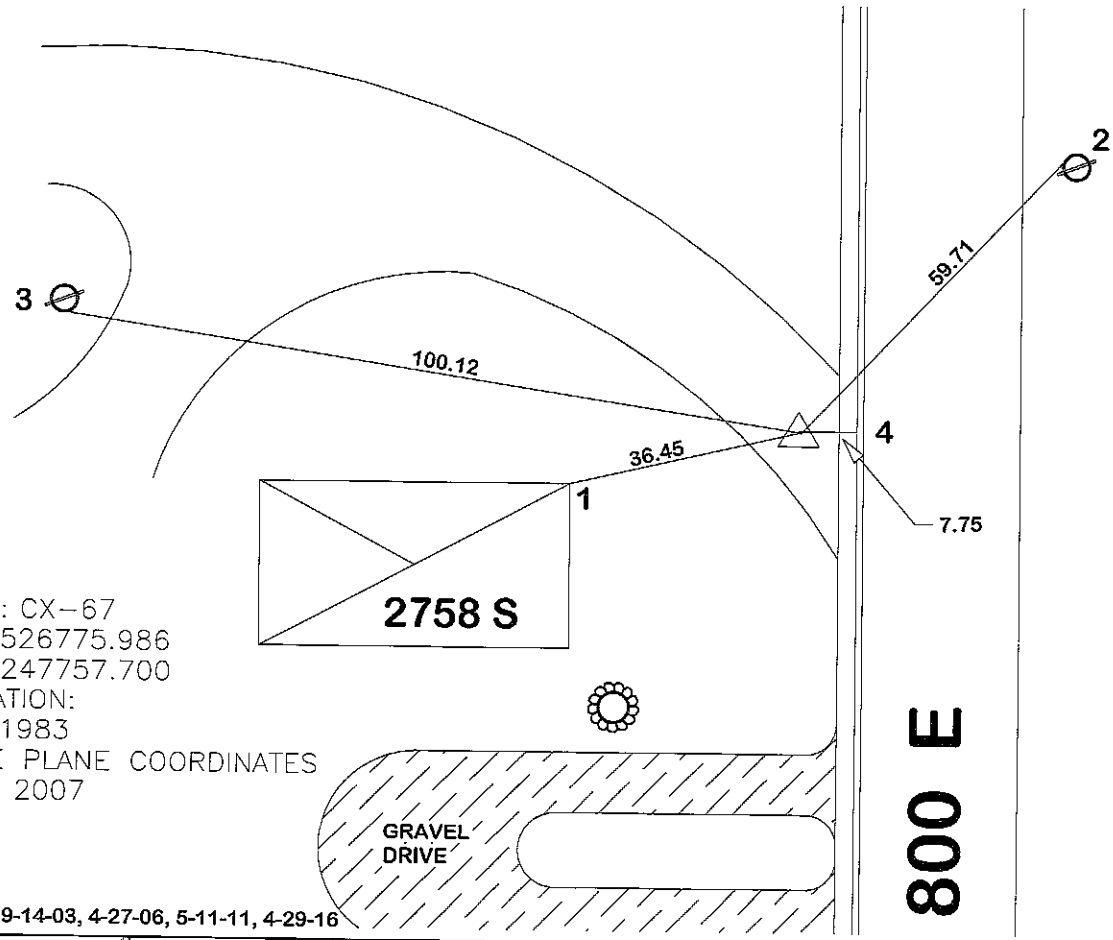 2
59.71
3
100.12
4
36.45
1
7.75
2758 S
: CX-67
526775.986
247757.700
ATION:
1983
E PLANE COORDINATES
2007
800 E
GRAVEL
DRIVE
9-14-03, 4-27-06, 5-11-11, 4-29-16